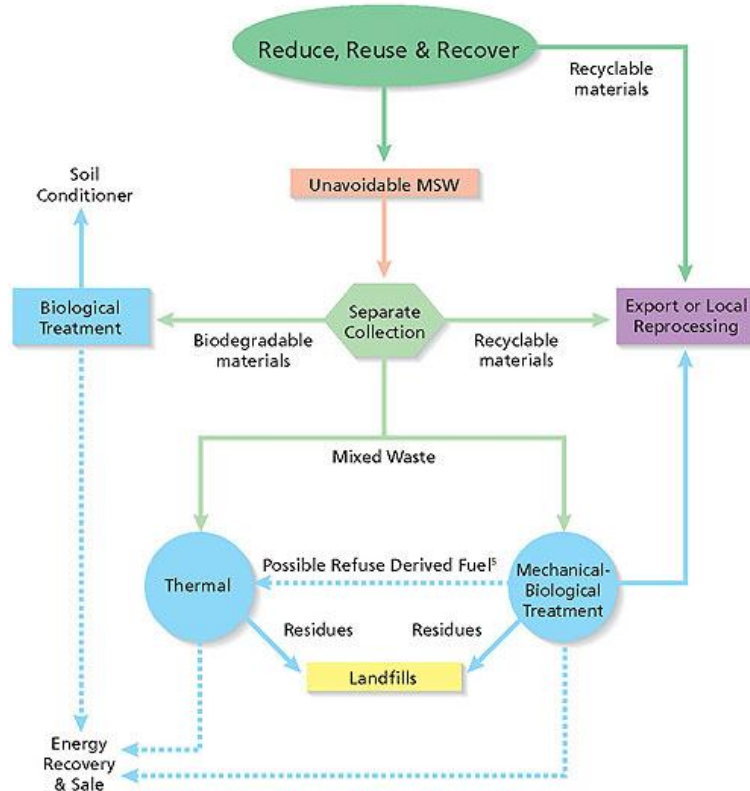 Reduce, Reuse & Recover
Recyclable
materials
Unavoidable MSW
Soil
Conditioner
Biological
Treatment
Separate
Collection
Export or Local
Reprocessing
Biodegradable
materials
Recyclable
materials
Mixed Waste
Thermal
Possible Refuse Derived Fuel⁵
Mechanical-
Biological
Treatment
Residues
Residues
Landfills
Energy
Recovery
& Sale